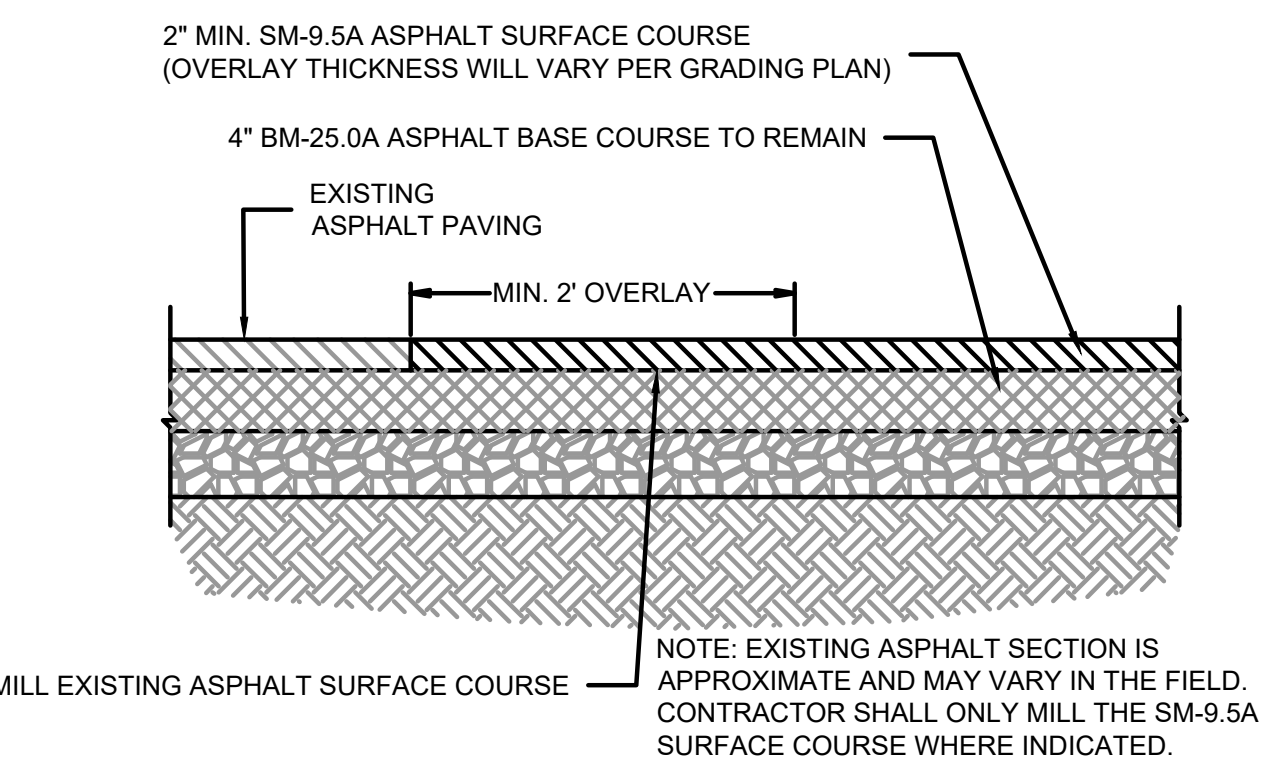 2" MIN. SM-9.5A ASPHALT SURFACE COURSE
(OVERLAY THICKNESS WILL VARY PER GRADING PLAN)
4" BM-25.0A ASPHALT BASE COURSE TO REMAIN
EXISTING
ASPHALT PAVING
MIN. 2' OVERLAY
MILL EXISTING ASPHALT SURFACE COURSE
NOTE: EXISTING ASPHALT SECTION IS
APPROXIMATE AND MAY VARY IN THE FIELD.
CONTRACTOR SHALL ONLY MILL THE SM-9.5A
SURFACE COURSE WHERE INDICATED.